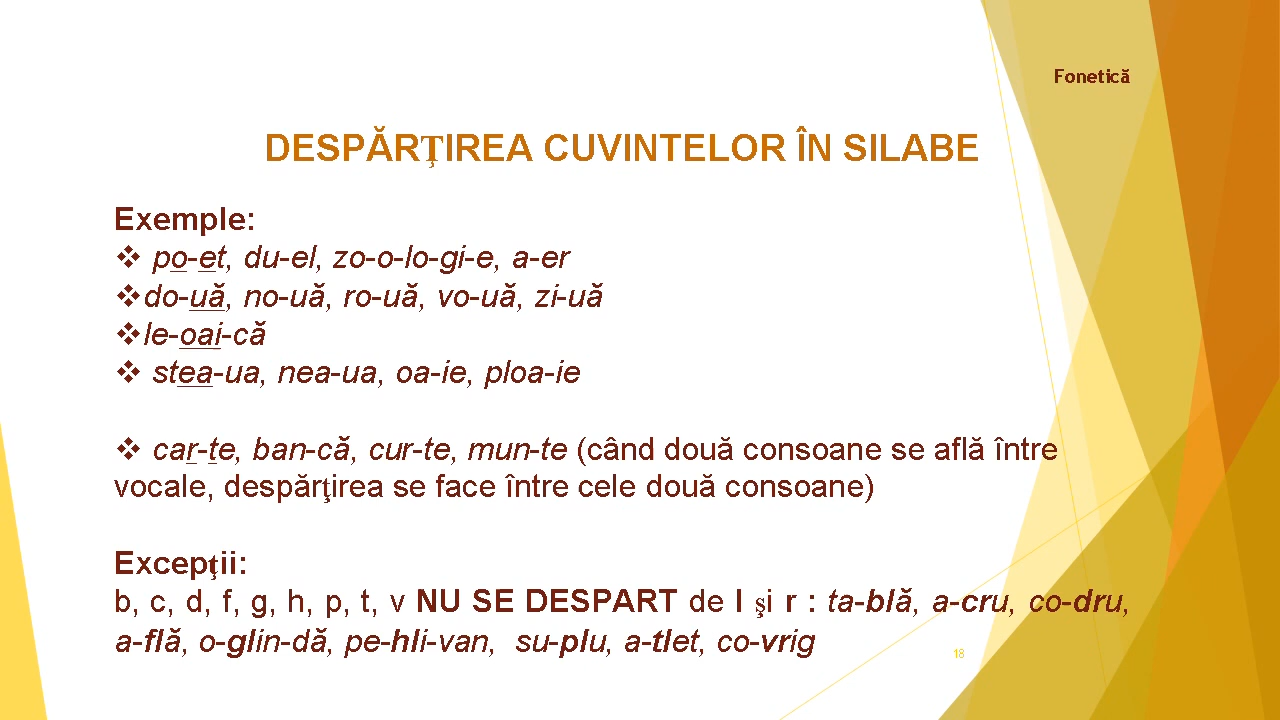 Fonetică
DESPĂRŢIREA CUVINTELOR ÎN SILABE
Exemple:
❖ po-et, du-el, zo-o-lo-gi-e, a-er
❖do-uă, no-uă, ro-uă, vo-uă, zi-uă
❖le-oai-că
❖ stea-ua, nea-ua, oa-ie, ploa-ie
❖ car-te, ban-că, cur-te, mun-te (când două consoane se află între
vocale, despărţirea se face între cele două consoane)
Excepţii:
b, c, d, f, g, h, p, t, v NU SE DESPART de l şi r : ta-blă, a-cru, co-dru,
a-flă, o-glin-dă, pe-hli-van, su-plu, a-tlet, co-vrig
18